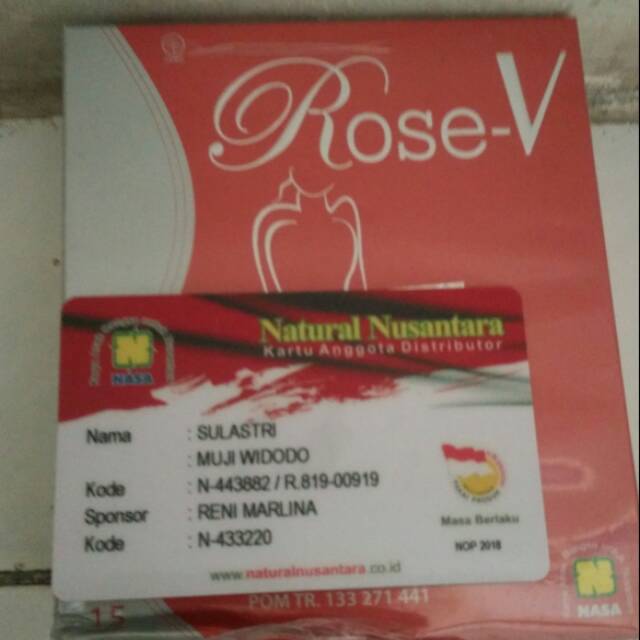 Rose-V
Natural Nusantara
Kartu Anggota Distributor
NASA
Nama : SULASTRI
: MUJI WIDODO
Kode : N-443882 / R.819-00919
Sponsor : RENI MARLINA
Kode : N-433220
Masa Berlaku
NOP 2018
www.naturalnusantara.co.id
15
POM TR. 133 271 441
NASA